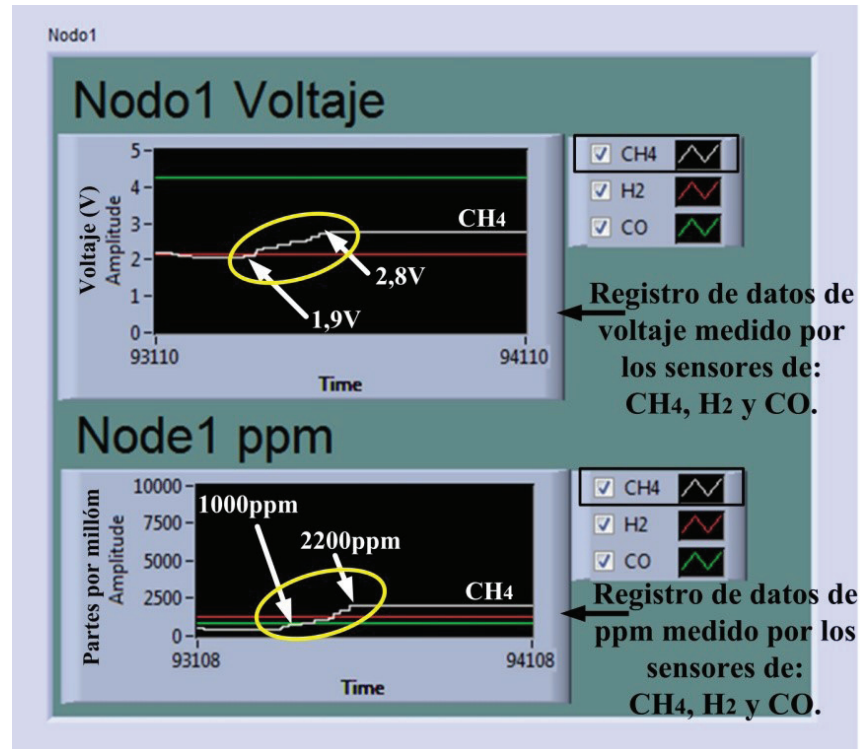 Nodo1
Nodo1 Voltaje
Voltaje (V)
Amplitude
5
4
3
2
1
0
CH4
2,8V
1,9V
93110
94110
Time
CH4
H2
CO
Registro de datos de
voltaje medido por
los sensores de:
CH4, H2 y CO.
Node1 ppm
Partes por millóm
Amplitude
10000
7500
5000
2500
0
1000ppm
2200ppm
CH4
93108
94108
Time
CH4
H2
CO
Registro de datos de
ppm medido por los
sensores de:
CH4, H2 y CO.